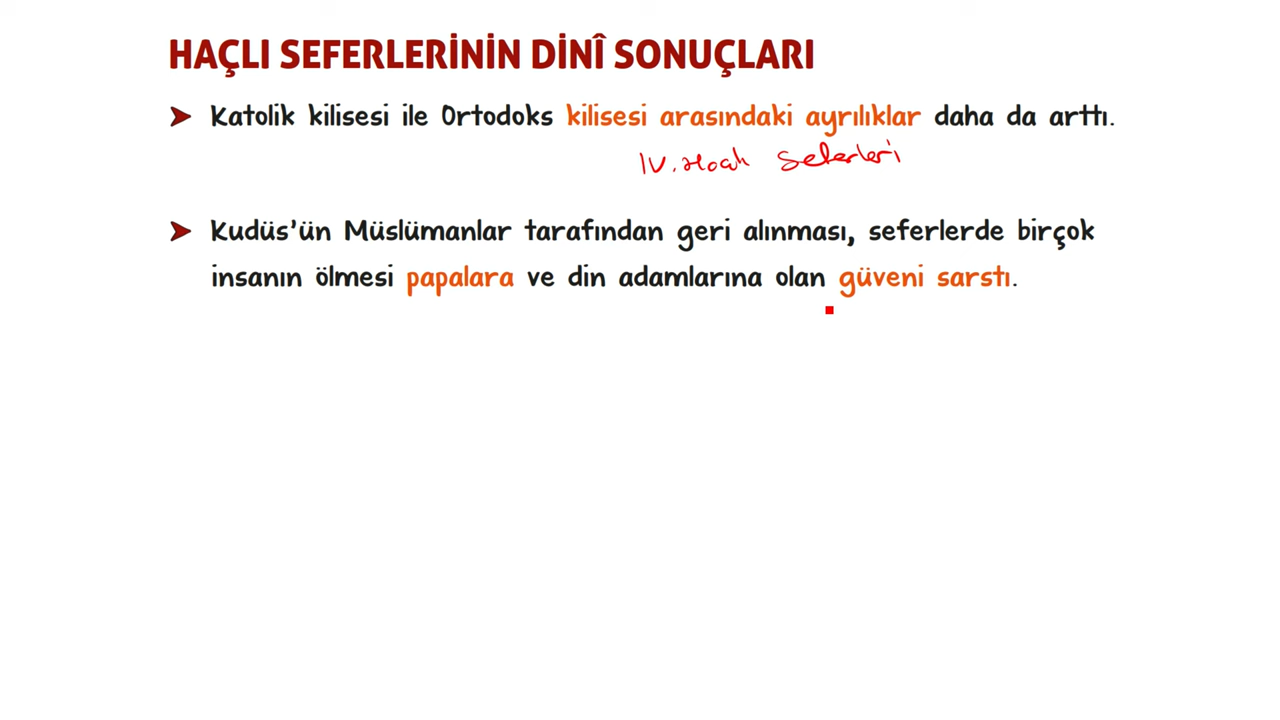 HAÇLI SEFERLERİNİN DİNÎ SONUÇLARI
Katolik kilisesi ile Ortodoks kilisesi arasındaki ayrılıklar daha da arttı.
IV. Haçlı Seferleri
Kudüs'ün Müslümanlar tarafından geri alınması, seferlerde birçok
insanın ölmesi papalara ve din adamlarına olan güveni sarstı.